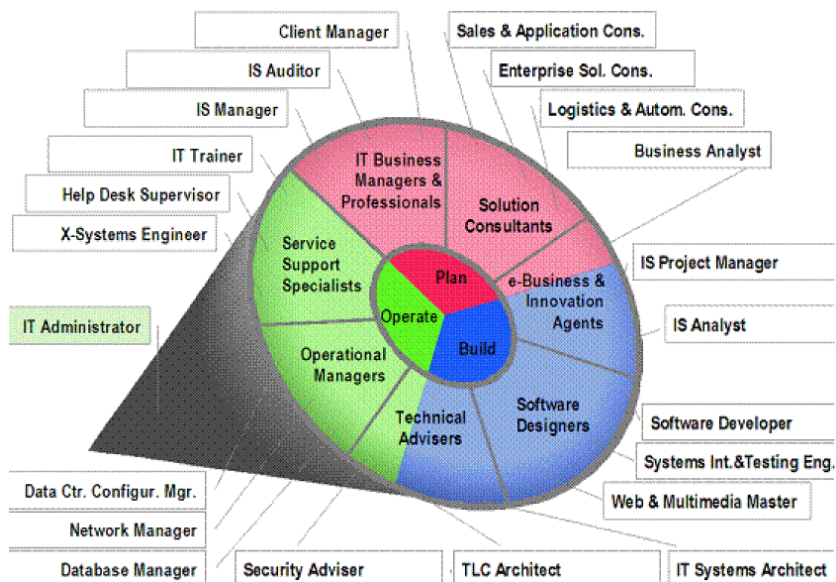 Client Manager
Sales & Application Cons.
IS Auditor
Enterprise Sol. Cons.
IS Manager
Logistics & Autom. Cons.
IT Trainer
Business Analyst
Help Desk Supervisor
X-Systems Engineer
IT Business
Managers &
Professionals
Solution
Consultants
Service
Support
Specialists
Plan
e-Business &
Innovation
Agents
IS Project Manager
IT Administrator
Operate
Build
IS Analyst
Operational
Managers
Technical
Advisers
Software
Designers
Software Developer
Systems Int.&Testing Eng.
Data Ctr. Configur. Mgr.
Web & Multimedia Master
Network Manager
Database Manager
Security Adviser
TLC Architect
IT Systems Architect